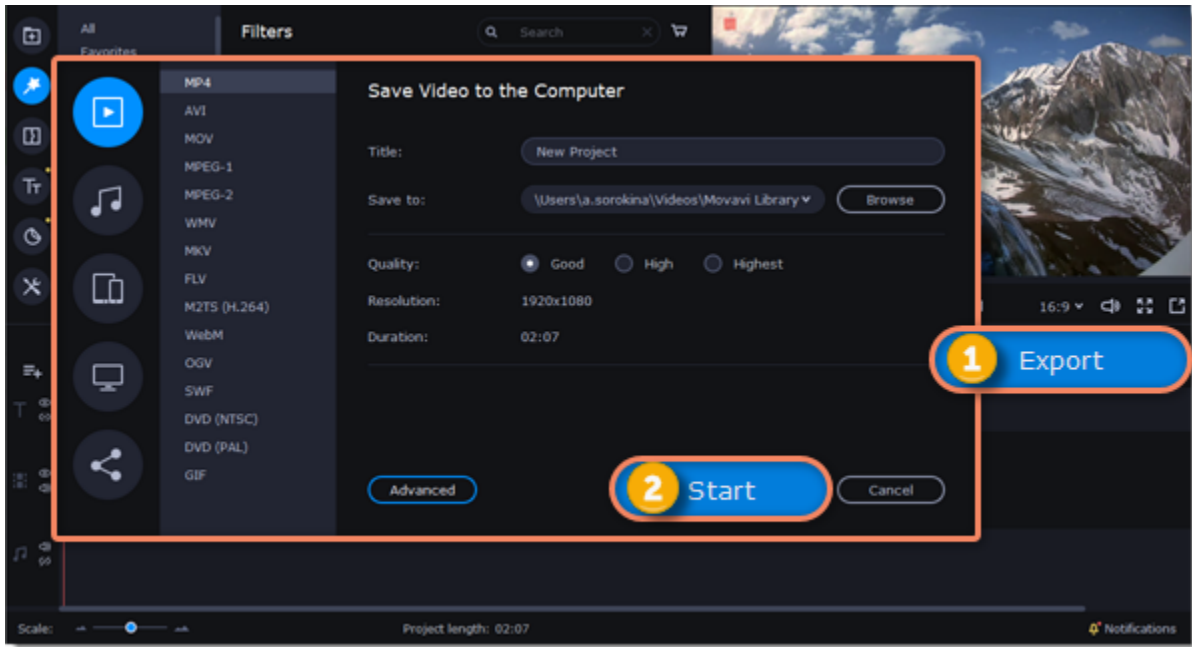 All
Favorites
Filters
Search
MP4
AVI
MOV
MPEG-1
MPEG-2
WMV
MKV
FLV
M2TS (H.264)
WebM
OGV
SWF
DVD (NTSC)
DVD (PAL)
GIF
Save Video to the Computer
Title: New Project
Save to: \Users\a.sorokina\Videos\Movavi Library Browse
Quality: Good High Highest
Resolution: 1920x1080
Duration: 02:07
Advanced
2 Start
Cancel
16:9
1 Export
Scale:
Project length: 02:07
Notifications